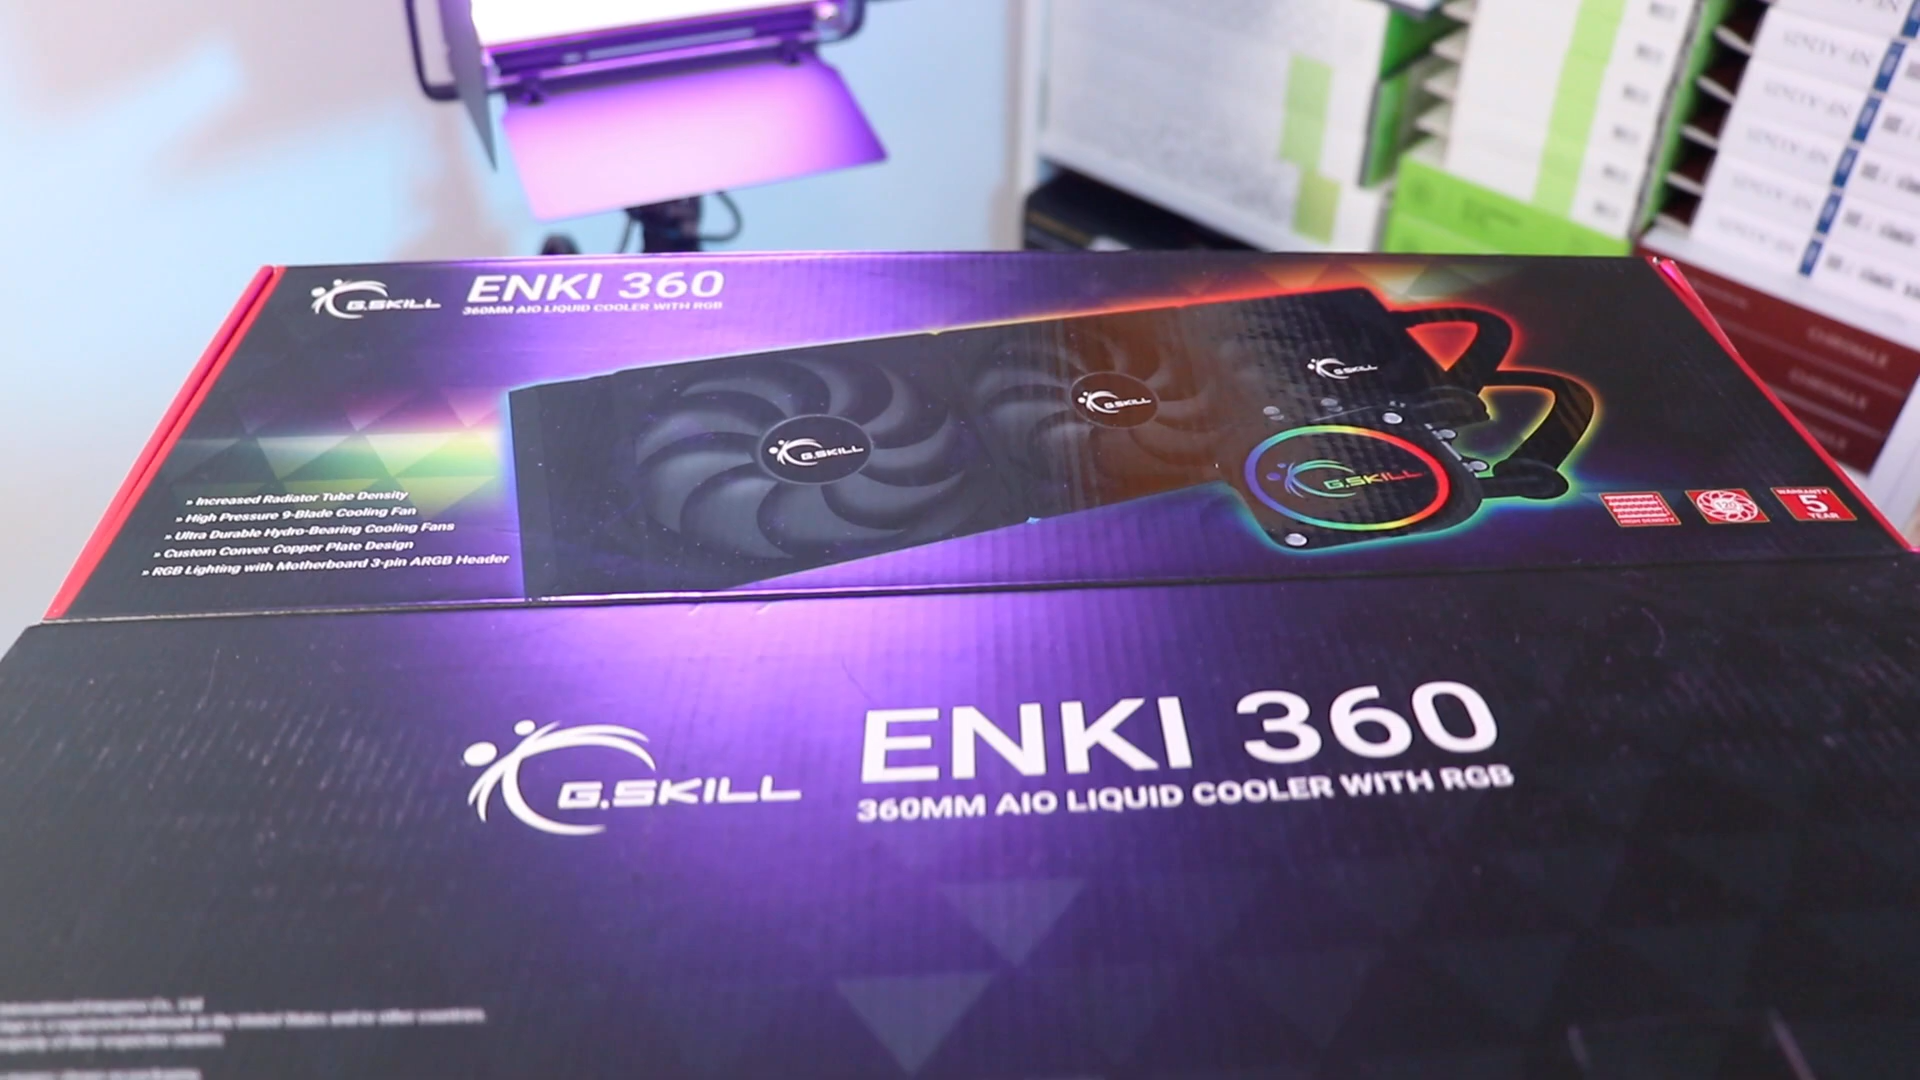 G.SKILL
ENKI 360
360MM AIO LIQUID COOLER WITH RGB
G.SKILL
G.SKILL
G.SKILL
G.SKILL
» Increased Radiator Tube Density
» High Pressure 9-Blade Cooling Fan
» Ultra Durable Hydro-Bearing Cooling Fans
» Custom Convex Copper Plate Design
» RGB Lighting with Motherboard 3-pin ARGB Header
HIGH DENSITY
WARRANTY
5
YEAR
G.SKILL
ENKI 360
360MM AIO LIQUID COOLER WITH RGB